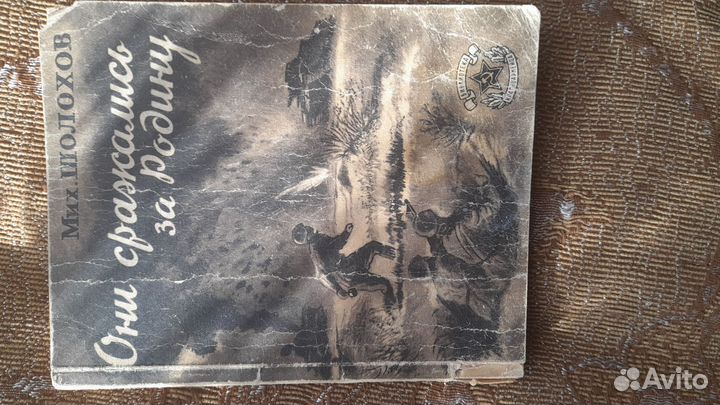 Мих. ШОЛОХОВ
Они сражались
за Родину
Avito